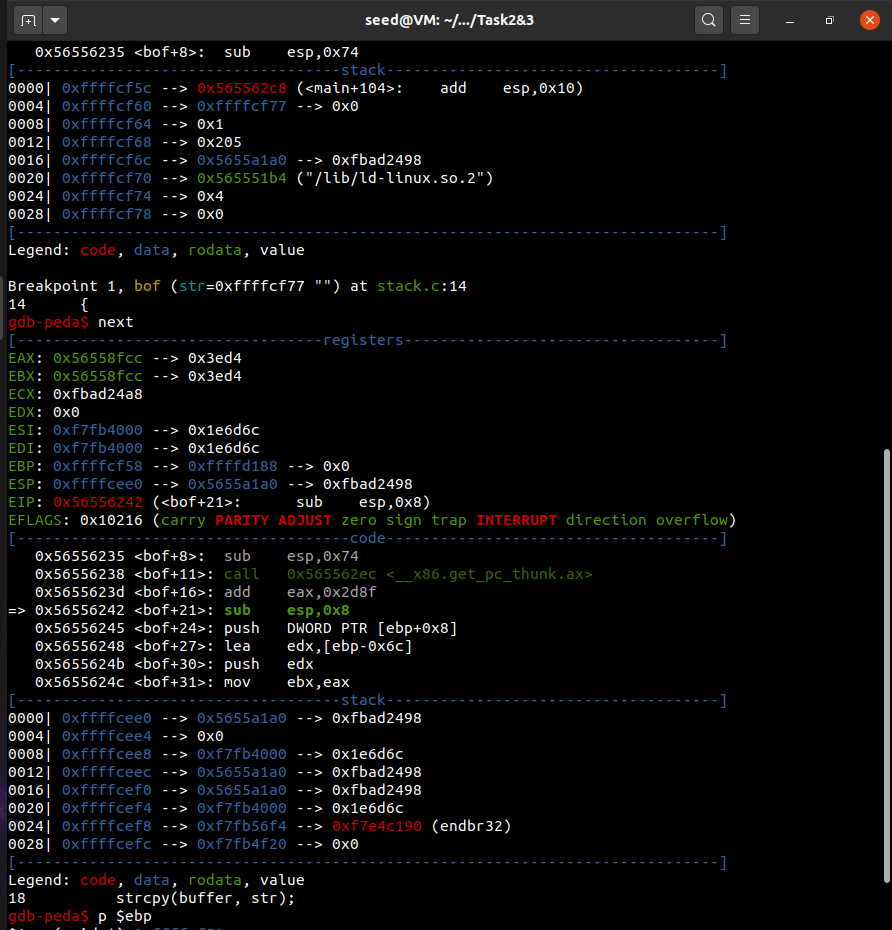 seed@VM: ~/.../Task2&3
   0x56556235 <bof+8>:	sub    esp,0x74
[------------------------------------stack-------------------------------------]
0000| 0xffffcf5c --> 0x565562c8 (<main+104>:	add    esp,0x10)
0004| 0xffffcf60 --> 0xffffcf77 --> 0x0
0008| 0xffffcf64 --> 0x1
0012| 0xffffcf68 --> 0x205
0016| 0xffffcf6c --> 0x5655a1a0 --> 0xfbad2498
0020| 0xffffcf70 --> 0x565551b4 ("/lib/ld-linux.so.2")
0024| 0xffffcf74 --> 0x4
0028| 0xffffcf78 --> 0x0
[------------------------------------------------------------------------------]
Legend: code, data, rodata, value
Breakpoint 1, bof (str=0xffffcf77 "") at stack.c:14
14	{
gdb-peda$ next
[----------------------------------registers-----------------------------------]
EAX: 0x56558fcc --> 0x3ed4
EBX: 0x56558fcc --> 0x3ed4
ECX: 0xfbad24a8
EDX: 0x0
ESI: 0xf7fb4000 --> 0x1e6d6c
EDI: 0xf7fb4000 --> 0x1e6d6c
EBP: 0xffffcf58 --> 0xffffd188 --> 0x0
ESP: 0xffffcee0 --> 0x5655a1a0 --> 0xfbad2498
EIP: 0x56556242 (<bof+21>:	sub    esp,0x8)
EFLAGS: 0x10216 (carry PARITY ADJUST zero sign trap INTERRUPT direction overflow)
[-------------------------------------code-------------------------------------]
   0x56556235 <bof+8>:	sub    esp,0x74
   0x56556238 <bof+11>:	call   0x565562ec <__x86.get_pc_thunk.ax>
   0x5655623d <bof+16>:	add    eax,0x2d8f
=> 0x56556242 <bof+21>:	sub    esp,0x8
   0x56556245 <bof+24>:	push   DWORD PTR [ebp+0x8]
   0x56556248 <bof+27>:	lea    edx,[ebp-0x6c]
   0x5655624b <bof+30>:	push   edx
   0x5655624c <bof+31>:	mov    ebx,eax
[------------------------------------stack-------------------------------------]
0000| 0xffffcee0 --> 0x5655a1a0 --> 0xfbad2498
0004| 0xffffcee4 --> 0x0
0008| 0xffffcee8 --> 0xf7fb4000 --> 0x1e6d6c
0012| 0xffffceec --> 0x5655a1a0 --> 0xfbad2498
0016| 0xffffcef0 --> 0x5655a1a0 --> 0xfbad2498
0020| 0xffffcef4 --> 0xf7fb4000 --> 0x1e6d6c
0024| 0xffffcef8 --> 0xf7fb56f4 --> 0xf7e4c190 (endbr32)
0028| 0xffffcefc --> 0xf7fb4f20 --> 0x0
[------------------------------------------------------------------------------]
Legend: code, data, rodata, value
18	    strcpy(buffer, str);
gdb-peda$ p $ebp